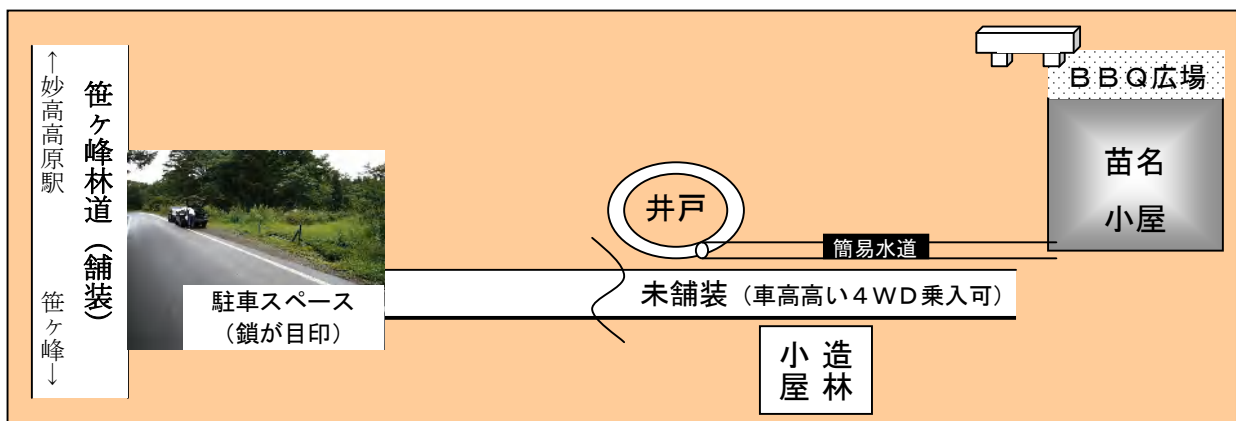 ←妙高高原駅
笹ヶ峰→
笹ヶ峰林道（舗装）
駐車スペース
（鎖が目印）
井戸
簡易水道
未舗装（車高高い４ＷＤ乗入可）
造林
小屋
ＢＢＱ広場
苗名
小屋